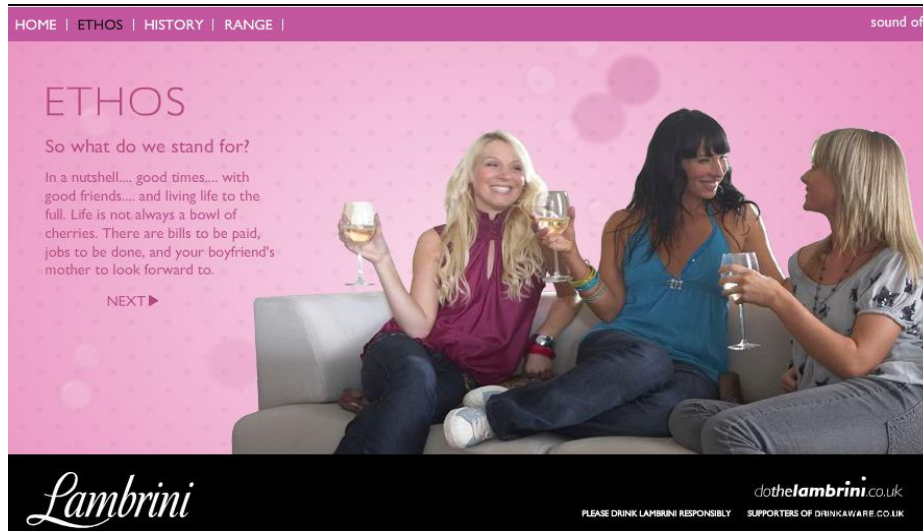 HOME | ETHOS | HISTORY | RANGE |
sound of
ETHOS
So what do we stand for?
In a nutshell.... good times.... with
good friends.... and living life to the
full. Life is not always a bowl of
cherries. There are bills to be paid,
jobs to be done, and your boyfriend's
mother to look forward to.
NEXT
Lambrini
dothelambrini.co.uk
PLEASE DRINK LAMBRINI RESPONSIBLY SUPPORTERS OF DRINKAWARE.CO.UK